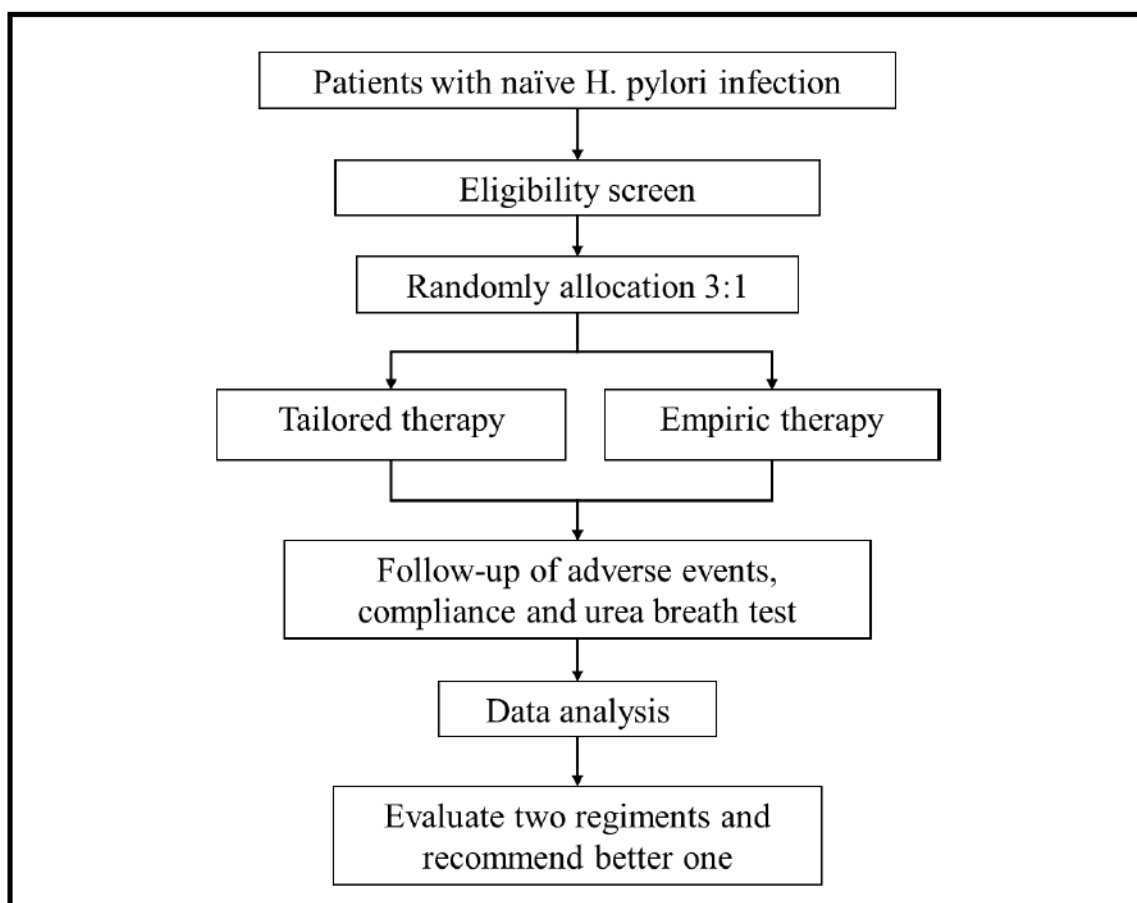 Patients with naïve H. pylori infection
Eligibility screen
Randomly allocation 3:1
Tailored therapy
Empiric therapy
Follow-up of adverse events,
compliance and urea breath test
Data analysis
Evaluate two regiments and
recommend better one